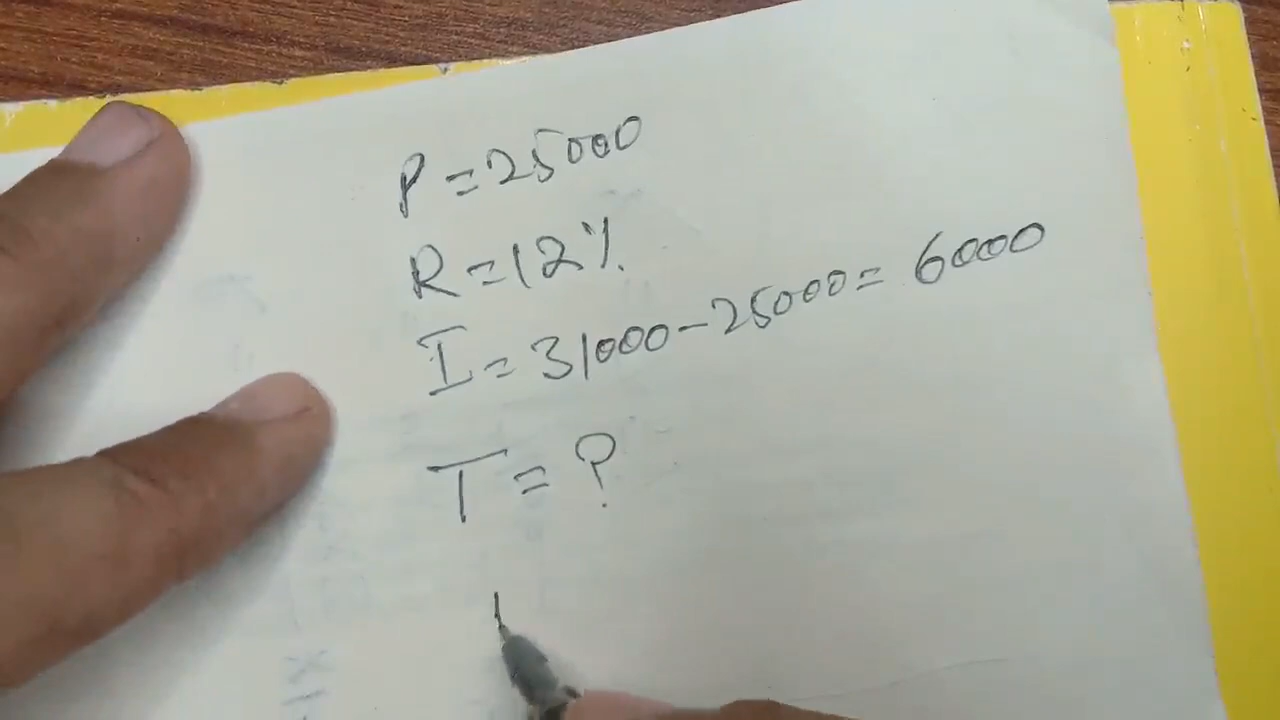 P = 25000
R = 12%
I = 31000 - 25000 = 6000
T = ?